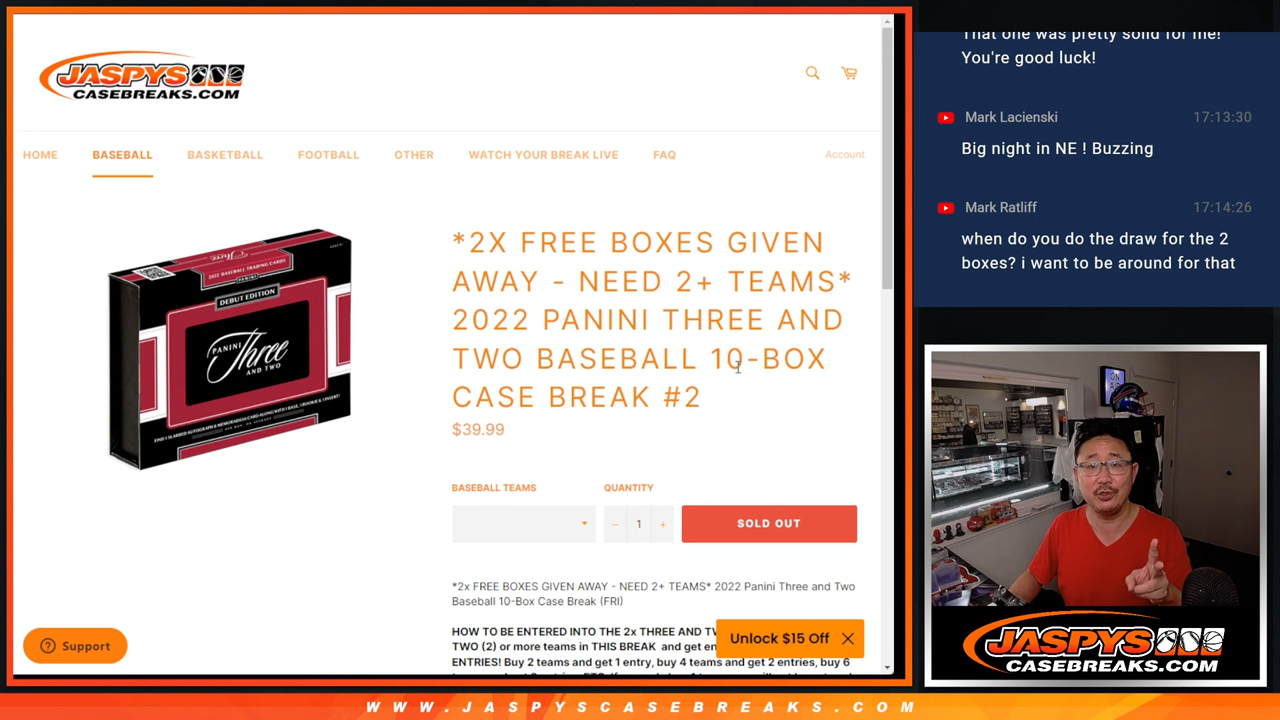 JASPYS
CASEBREAKS.COM
HOME BASEBALL BASKETBALL FOOTBALL OTHER WATCH YOUR BREAK LIVE FAQ Account
2022 BASEBALL TRADING CARDS
PANINI
DEBUT EDITION
PANINI
Three
AND TWO
*2X FREE BOXES GIVEN
AWAY - NEED 2+ TEAMS*
2022 PANINI THREE AND
TWO BASEBALL 10-BOX
CASE BREAK #2
$39.99
BASEBALL TEAMS QUANTITY
− 1 + SOLD OUT
*2x FREE BOXES GIVEN AWAY - NEED 2+ TEAMS* 2022 Panini Three and Two
Baseball 10-Box Case Break (FRI)
HOW TO BE ENTERED INTO THE 2x THREE AND TW
TWO (2) or more teams in THIS BREAK and get en
ENTRIES! Buy 2 teams and get 1 entry, buy 4 teams and get 2 entries, buy 6
Support
Unlock $15 Off
That one was pretty solid for me!
You're good luck!
Mark Lacienski 17:13:30
Big night in NE ! Buzzing
Mark Ratliff 17:14:26
when do you do the draw for the 2
boxes? i want to be around for that
JASPYS
CASEBREAKS.COM
WWW.JASPYSCASEBREAKS.COM